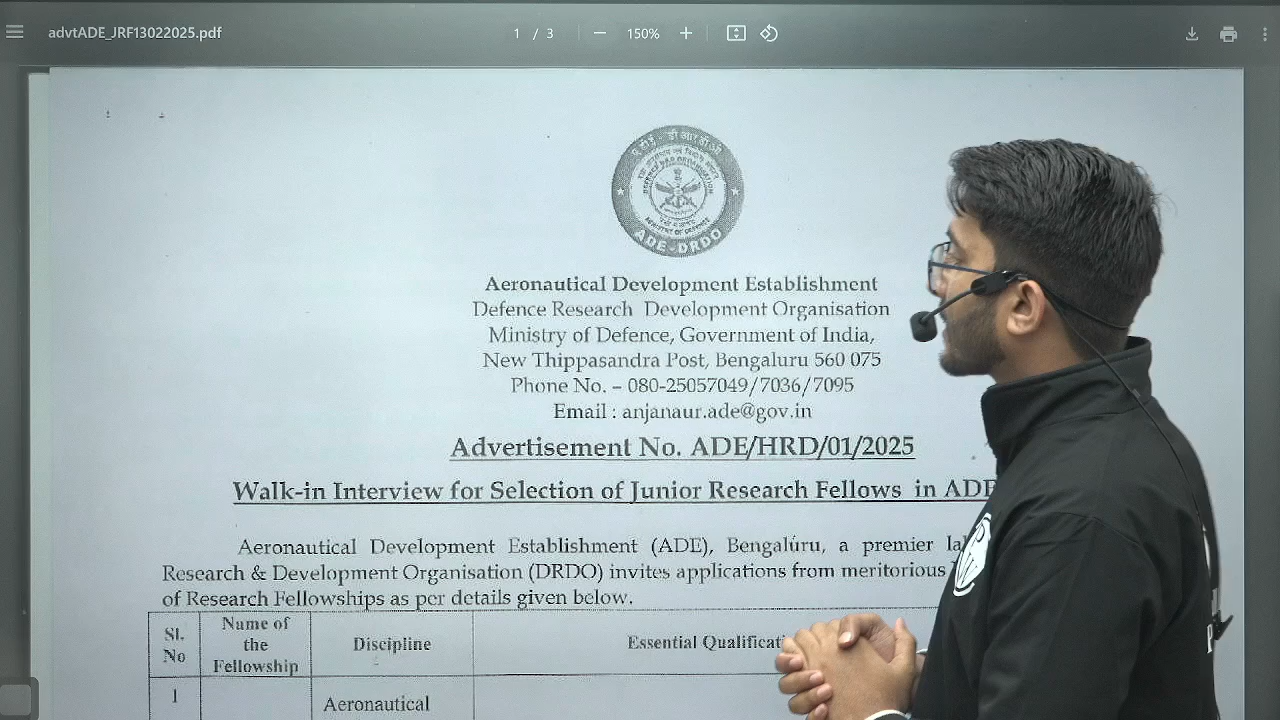 advtADE_JRF13022025.pdf
1 / 3
150%
ADE-DRDO
Aeronautical Development Establishment
Defence Research Development Organisation
Ministry of Defence, Government of India,
New Thippasandra Post, Bengaluru 560 075
Phone No. – 080-25057049/7036/7095
Email : anjanaur.ade@gov.in
Advertisement No. ADE/HRD/01/2025
Walk-in Interview for Selection of Junior Research Fellows in ADE
Aeronautical Development Establishment (ADE), Bengaluru, a premier
Research & Development Organisation (DRDO) invites applications from meritorious
of Research Fellowships as per details given below.
Sl. No
Name of the Fellowship
Discipline
Essential
1
Aeronautical